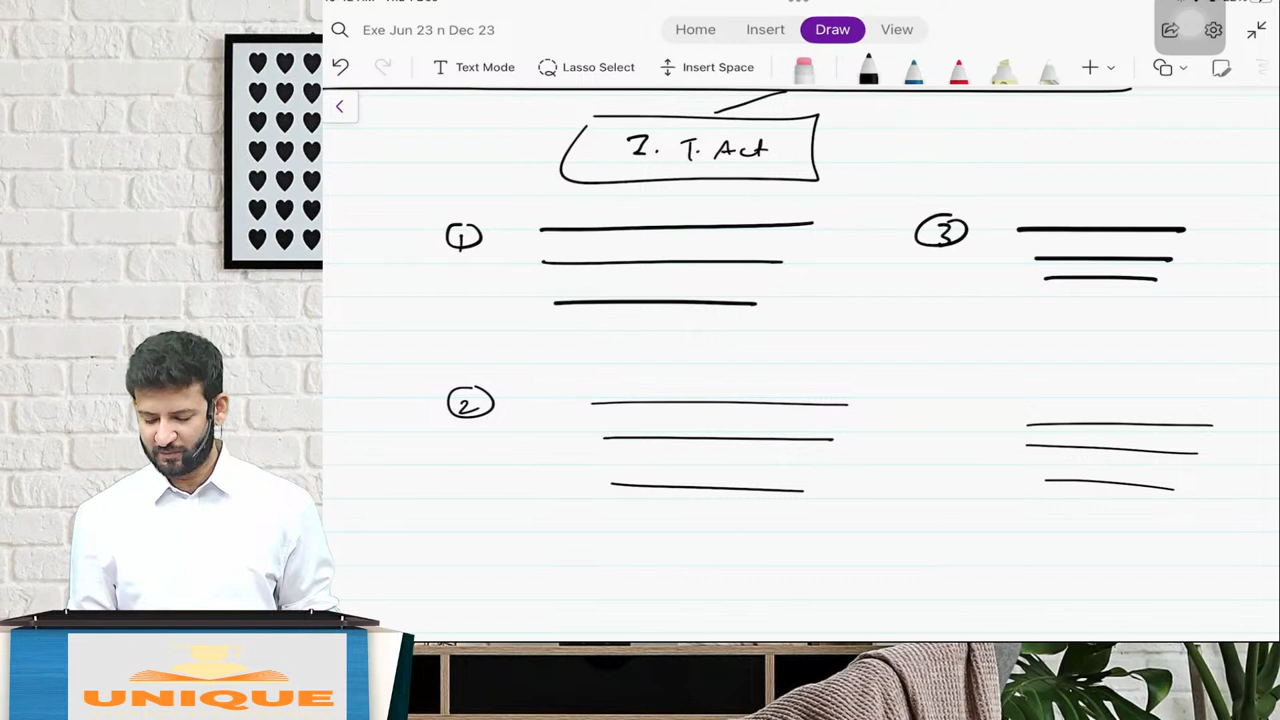 Exe Jun 23 n Dec 23
Home Insert Draw View
Text Mode Lasso Select Insert Space
I. T. Act
1
3
2
UNIQUE